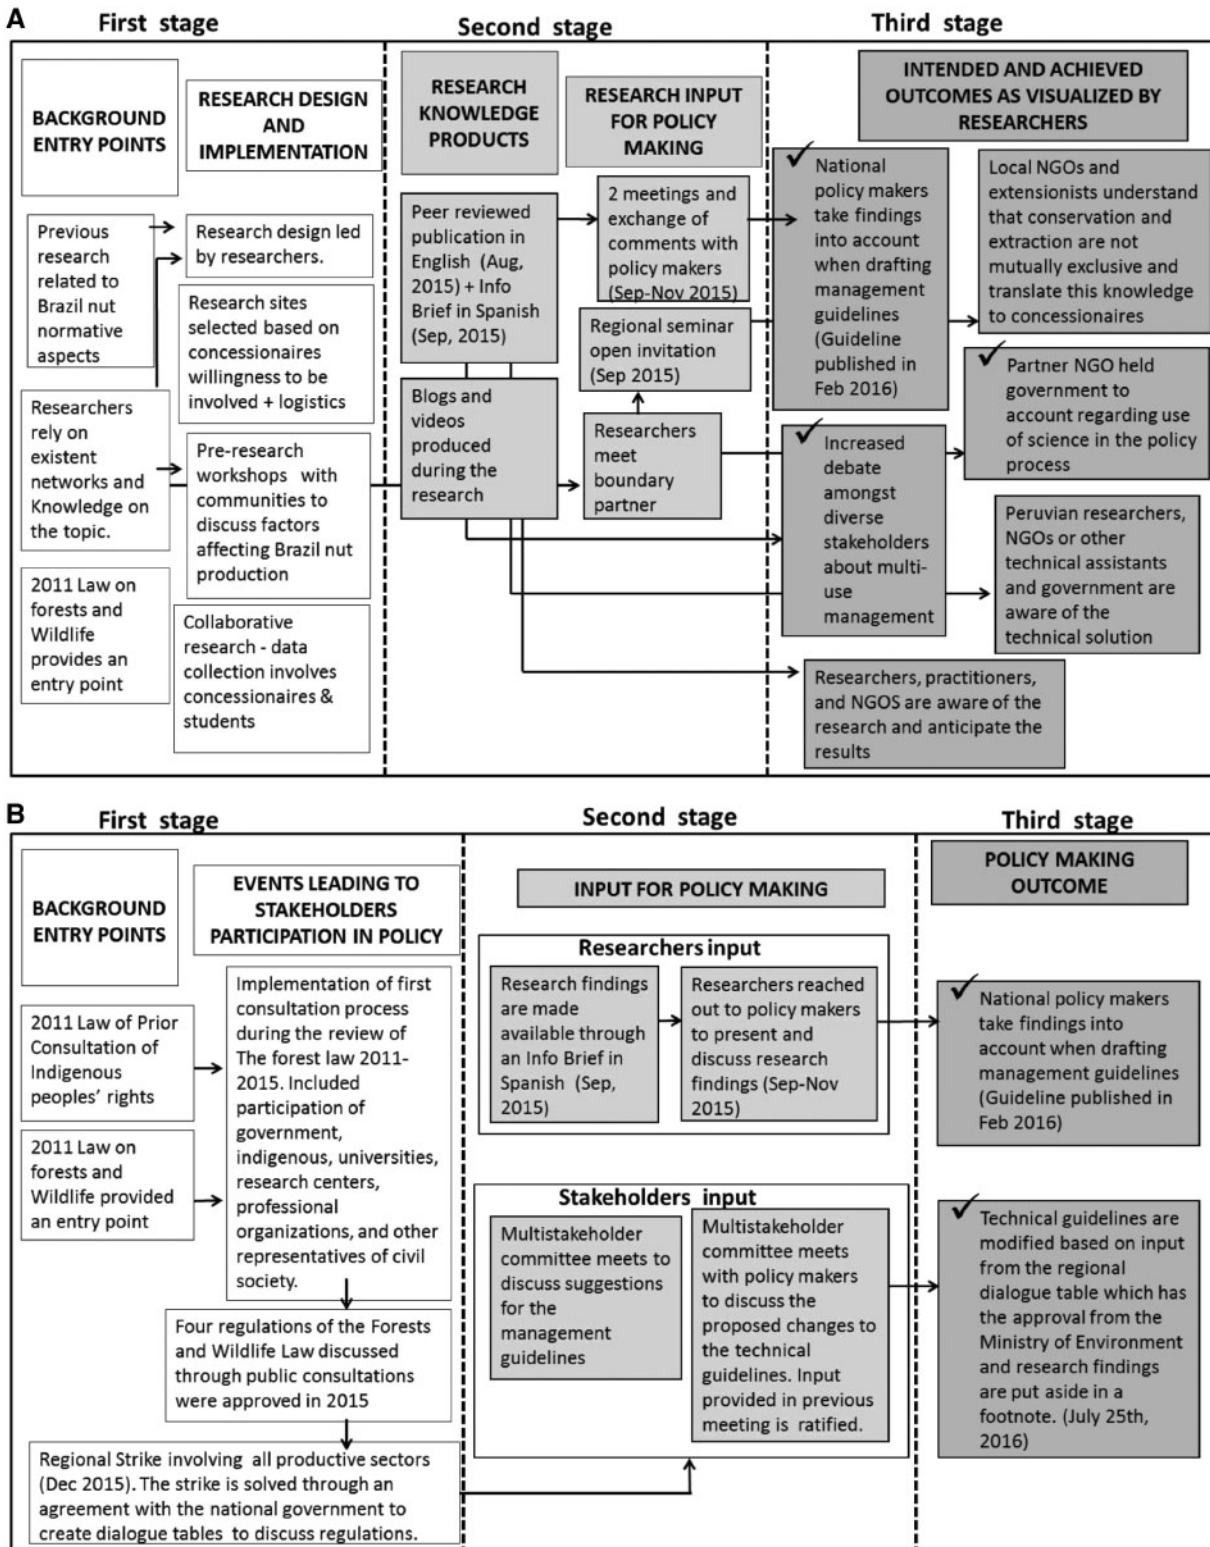 A
First stage
Second stage
Third stage
BACKGROUND
ENTRY POINTS
RESEARCH DESIGN
AND
IMPLEMENTATION
RESEARCH
KNOWLEDGE
PRODUCTS
RESEARCH INPUT
FOR POLICY
MAKING
INTENDED AND ACHIEVED
OUTCOMES AS VISUALIZED BY
RESEARCHERS
Previous
research
related to
Brazil nut
normative
aspects
Researchers
rely on
existent
networks and
Knowledge on
the topic.
2011 Law on
forests and
Wildlife
provides an
entry point
Research design led
by researchers.
Research sites
selected based on
concessionaires
willingness to be
involved + logistics
Pre-research
workshops with
communities to
discuss factors
affecting Brazil nut
production
Collaborative
research - data
collection involves
concessionaires &
students
Peer reviewed
publication in
English (Aug,
2015) + Info
Brief in Spanish
(Sep, 2015)
Blogs and
videos
produced
during the
research
2 meetings and
exchange of
comments with
policy makers
(Sep-Nov 2015)
Regional seminar
open invitation
(Sep 2015)
Researchers
meet
boundary
partner
✓ National
policy makers
take findings
into account
when drafting
management
guidelines
(Guideline
published in
Feb 2016)
✓ Increased
debate
amongst
diverse
stakeholders
about multi-
use
management
Local NGOs and
extensionists understand
that conservation and
extraction are not
mutually exclusive and
translate this knowledge
to concessionaires
✓ Partner NGO held
government to
account regarding
use of science in the
policy process
Peruvian researchers,
NGOs or other
technical assistants
and government are
aware of the
technical solution
Researchers, practitioners,
and NGOS are aware of the
research and anticipate the
results
B
First stage
Second stage
Third stage
BACKGROUND
ENTRY POINTS
EVENTS LEADING TO
STAKEHOLDERS
PARTICIPATION IN POLICY
INPUT FOR POLICY MAKING
POLICY MAKING
OUTCOME
2011 Law of Prior
Consultation of
Indigenous
peoples' rights
2011 Law on
forests and
Wildlife provided
an entry point
Implementation of first
consultation process
during the review of
The forest law 2011-
2015. Included
participation of
government,
indigenous, universities,
research centers,
professional
organizations, and other
representatives of civil
society.
Four regulations of the Forests
and Wildlife Law discussed
through public consultations
were approved in 2015
Regional Strike involving all productive sectors
(Dec 2015). The strike is solved through an
agreement with the national government to
create dialogue tables to discuss regulations.
Researchers input
Research findings
are made
available through
an Info Brief in
Spanish (Sep,
2015)
Researchers reached
out to policy makers
to present and
discuss research
findings (Sep-Nov
2015)
Stakeholders input
Multistakeholder
committee meets to
discuss suggestions
for the
management
guidelines
Multistakeholder
committee meets
with policy makers
to discuss the
proposed changes to
the technical
guidelines. Input
provided in previous
meeting is ratified.
✓ National policy makers
take findings into
account when drafting
management guidelines
(Guideline published in
Feb 2016)
✓ Technical guidelines are
modified based on input
from the regional
dialogue table which has
the approval from the
Ministry of Environment
and research findings
are put aside in a
footnote. (July 25th,
2016)